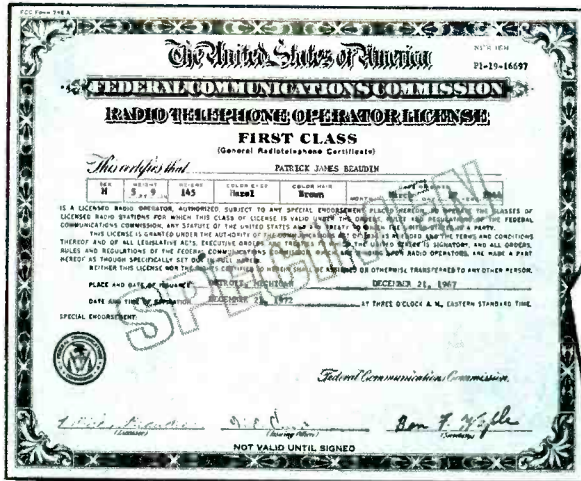 FCC Form
The United States of America
NUMBER
P1-19-16697
FEDERAL COMMUNICATIONS COMMISSION
RADIO TELEPHONE OPERATOR LICENSE
FIRST CLASS
(General Radiotelephone Certificate)
This certifies that PATRICK JAMES BEAUDIN
SEX HEIGHT WEIGHT COLOR EYES COLOR HAIR
M 5, 9 145 Hazel Brown March
MONTH
IS A LICENSED RADIO OPERATOR, AUTHORIZED, SUBJECT TO ANY SPECIAL ENDORSEMENT PLACED HEREON, TO OPERATE THE CLASSES OF
LICENSED RADIO STATIONS FOR WHICH THIS CLASS OF LICENSE IS VALID UNDER THE ORDERS, RULES AND REGULATIONS OF THE FEDERAL
COMMUNICATIONS COMMISSION, ANY STATUTE OF THE UNITED STATES AND ANY TREATY TO WHICH THE UNITED STATES IS A PARTY.
THIS LICENSE IS GRANTED UNDER THE AUTHORITY OF THE COMMUNICATIONS ACT OF 1934 AS AMENDED AND THE TERMS AND CONDITIONS
THEREOF AND OF ALL LEGISLATIVE ACTS, EXECUTIVE ORDERS, AND TREATIES TO WHICH THE UNITED STATES IS SIGNATORY, AND ALL ORDERS,
RULES AND REGULATIONS OF THE FEDERAL COMMUNICATIONS COMMISSION BINDING UPON RADIO OPERATORS, ARE MADE A PART
HEREOF AS THOUGH SPECIFICALLY SET OUT IN FULL HEREIN.
NEITHER THIS LICENSE NOR THE RIGHTS CERTIFIED HEREIN SHALL BE ASSIGNED OR OTHERWISE TRANSFERRED TO ANY OTHER PERSON.
PLACE AND DATE OF ISSUANCE: DETROIT, MICHIGAN DECEMBER 21, 1967
DATE AND TIME OF EXPIRATION DECEMBER 21, 1972 AT THREE O'CLOCK A. M., EASTERN STANDARD TIME.
SPECIAL ENDORSEMENT:
SPECIMEN
Federal Communications Commission
Ben F. Waple
(Licensee) (Issuing Officer) (Secretary)
NOT VALID UNTIL SIGNED